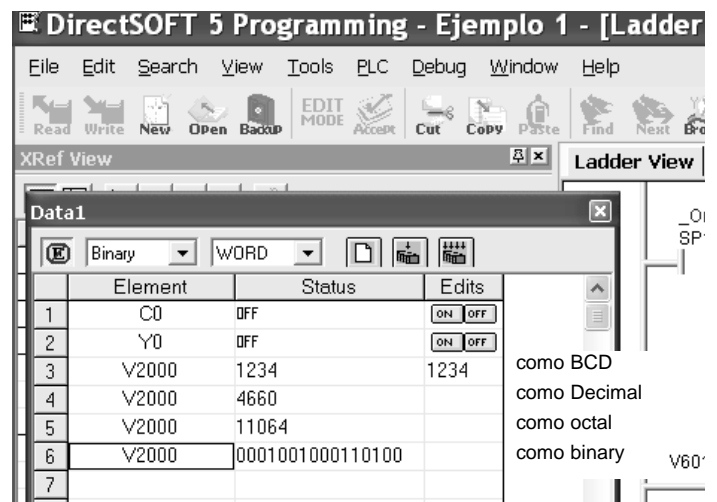 DirectSOFT 5 Programming - Ejemplo 1 - [Ladder
File Edit Search View Tools PLC Debug Window Help
Read Write New Open Backup EDIT MODE Accept Cut Copy Paste Find Next
XRef View
Ladder View
Data1
Binary WORD
SP1
Element Status Edits
1 C0 OFF ON OFF
2 Y0 OFF ON OFF
3 V2000 1234 1234 como BCD
4 V2000 4660 como Decimal
5 V2000 11064 como octal
6 V2000 0001001000110100 como binary
V601
7